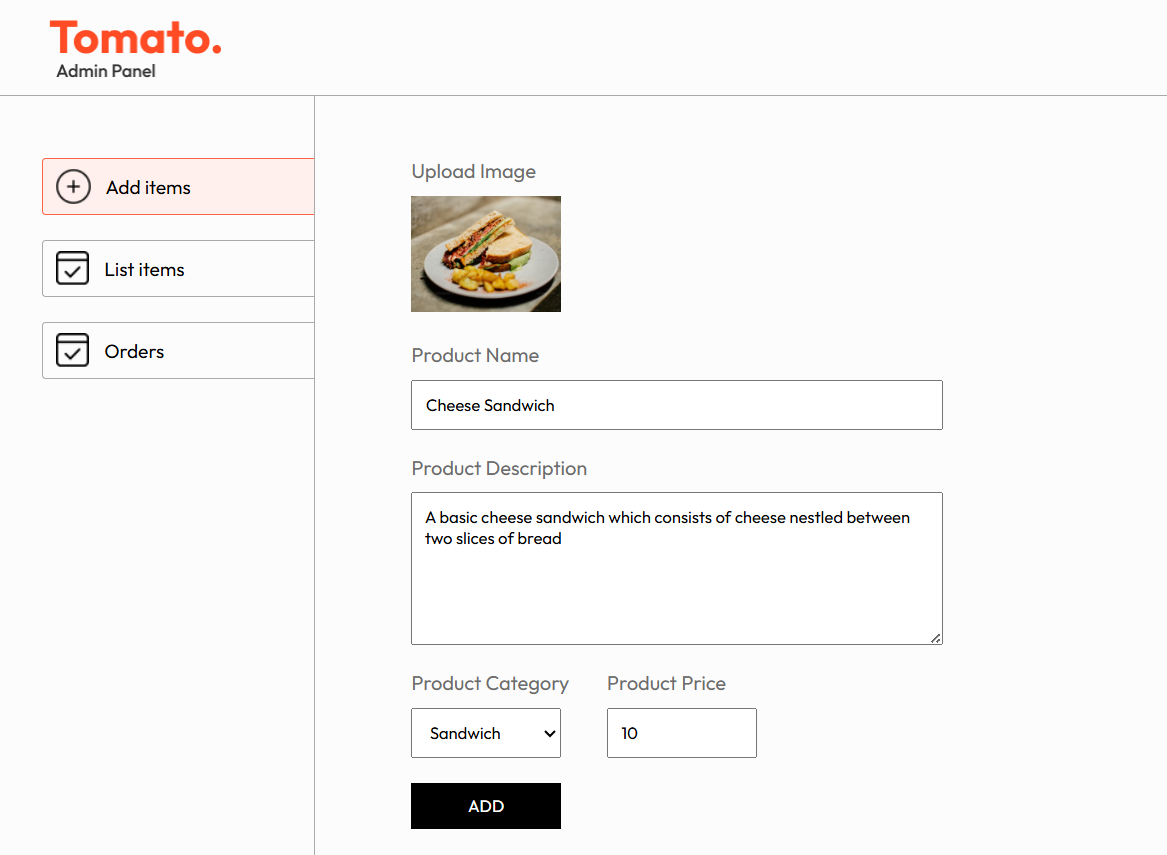 Tomato.
Admin Panel
Add items
List items
Orders
Upload Image
Product Name
Cheese Sandwich
Product Description
A basic cheese sandwich which consists of cheese nestled between
two slices of bread
Product Category Product Price
Sandwich 10
ADD